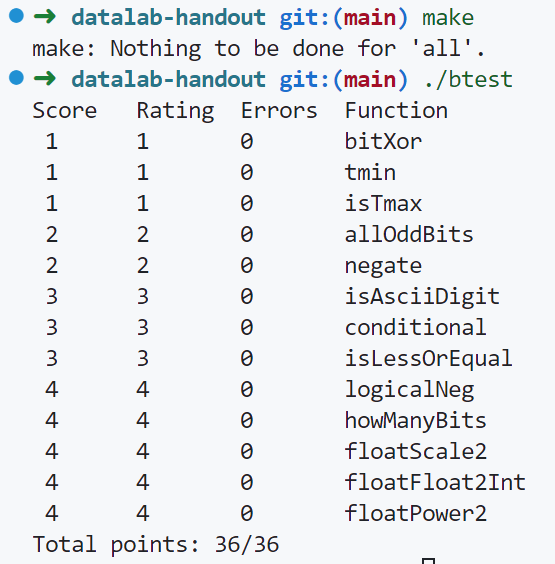 ➜ datalab-handout git:(main) make
make: Nothing to be done for 'all'.
➜ datalab-handout git:(main) ./btest
Score Rating Errors Function
1 1 0 bitXor
1 1 0 tmin
1 1 0 isTmax
2 2 0 allOddBits
2 2 0 negate
3 3 0 isAsciiDigit
3 3 0 conditional
3 3 0 isLessOrEqual
4 4 0 logicalNeg
4 4 0 howManyBits
4 4 0 floatScale2
4 4 0 floatFloat2Int
4 4 0 floatPower2
Total points: 36/36